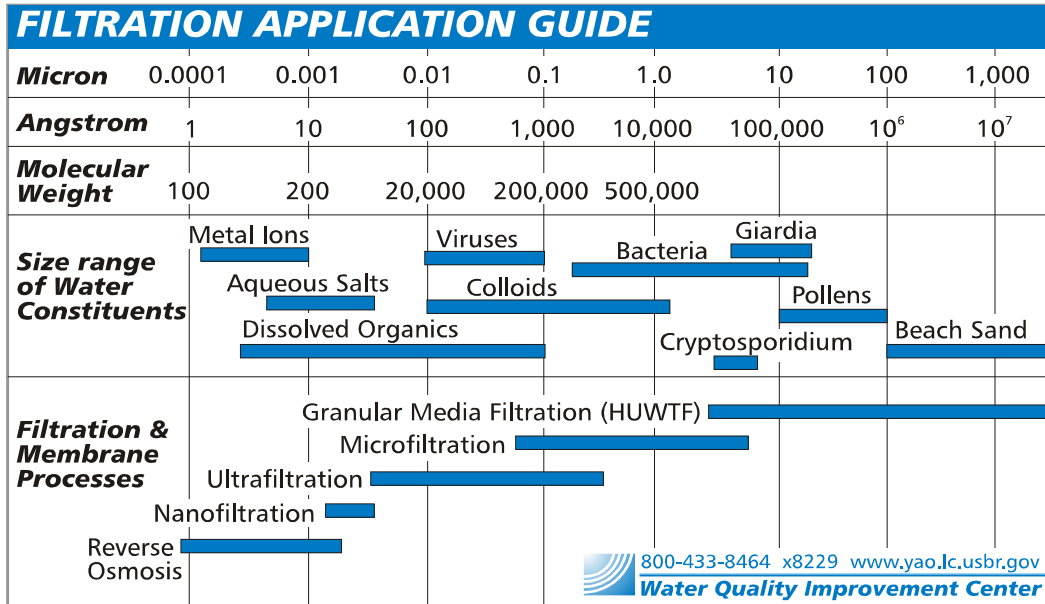 FILTRATION APPLICATION GUIDE
Micron 0.0001 0.001 0.01 0.1 1.0 10 100 1,000
Angstrom 1 10 100 1,000 10,000 100,000 10⁶ 10⁷
Molecular
Weight 100 200 20,000 200,000 500,000
Size range
of Water
Constituents
Metal Ions Viruses Giardia
Bacteria
Aqueous Salts Colloids Pollens
Dissolved Organics Cryptosporidium Beach Sand
Filtration &
Membrane
Processes
Granular Media Filtration (HUWTF)
Microfiltration
Ultrafiltration
Nanofiltration
Reverse
Osmosis
800-433-8464 x8229 www.yao.lc.usbr.gov
Water Quality Improvement Center